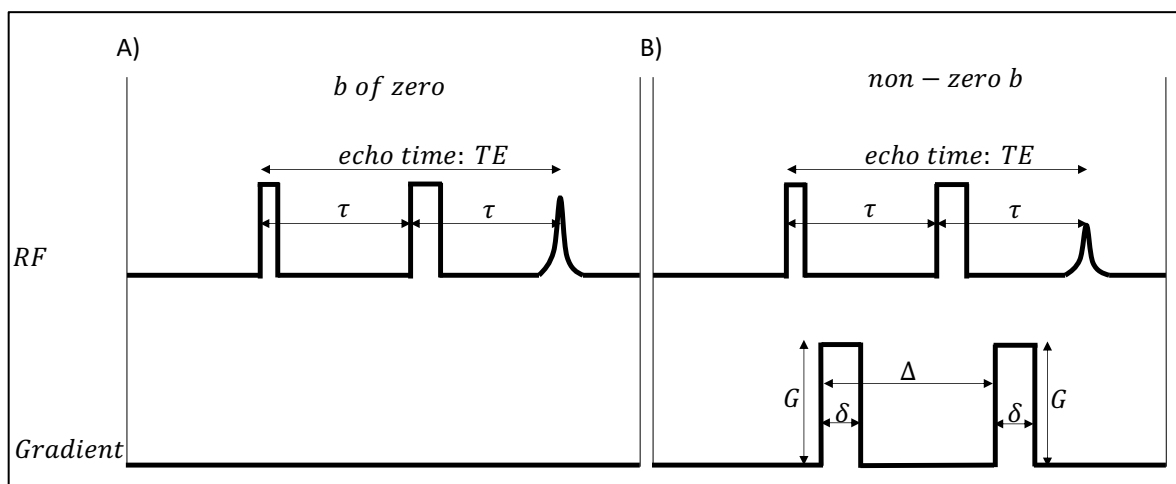 A)
b of zero
echo time: TE
τ τ
RF
Gradient
B)
non − zero b
echo time: TE
τ τ
Δ
G δ δ G